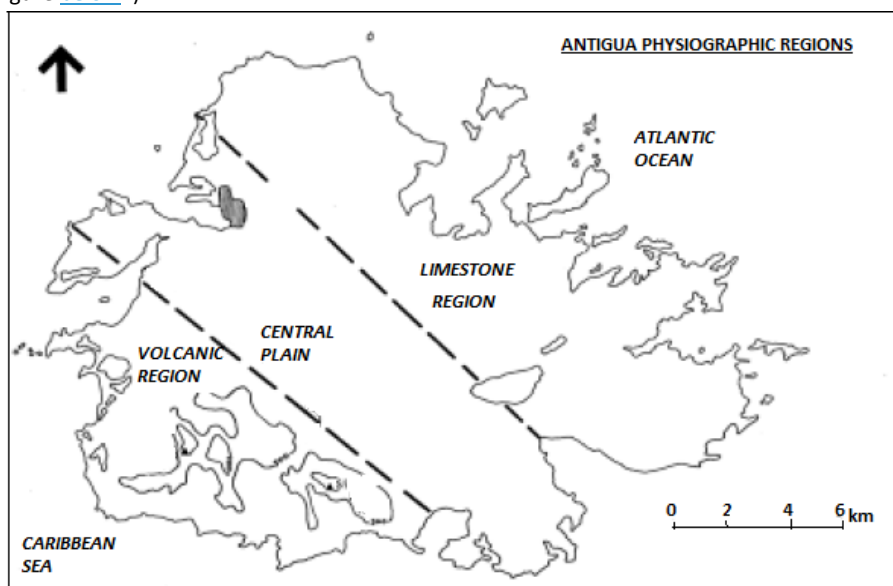 ANTIGUA PHYSIOGRAPHIC REGIONS
ATLANTIC
OCEAN
LIMESTONE
REGION
CENTRAL
PLAIN
VOLCANIC
REGION
0 2 4 6 km
CARIBBEAN
SEA